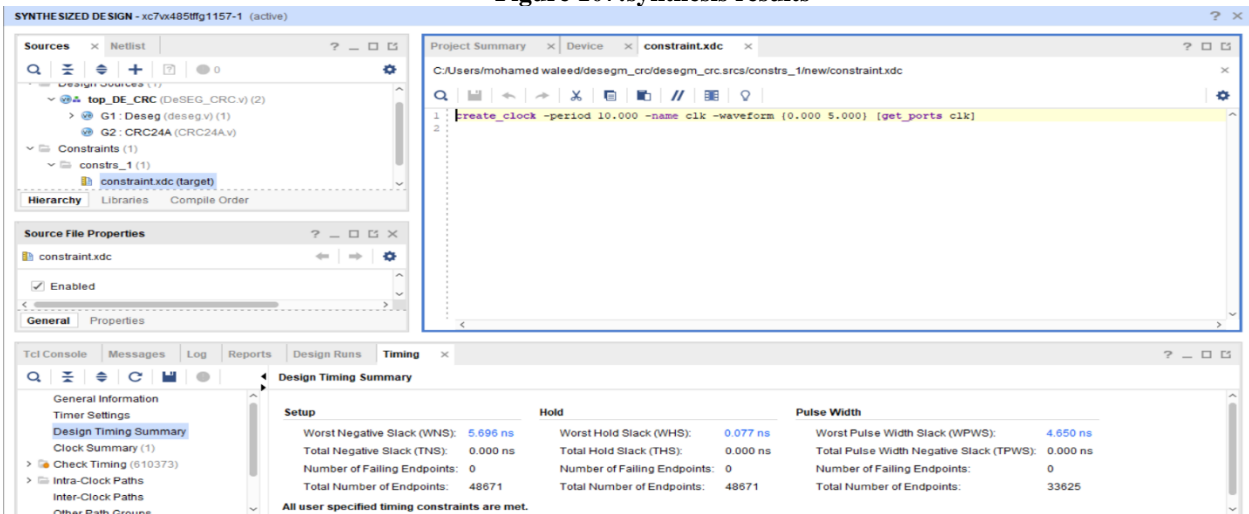 SYNTHESIZED DESIGN - xc7vx485tffg1157-1 (active)
Sources Netlist
0
top_DE_CRC (DeSEG_CRC.v) (2)
G1 : Deseg (deseg.v) (1)
G2 : CRC24A (CRC24A.v)
Constraints (1)
constrs_1 (1)
constraint.xdc (target)
Hierarchy Libraries Compile Order
Source File Properties
constraint.xdc
Enabled
General Properties
Project Summary Device constraint.xdc
C:/Users/mohamed waleed/desegm_crc/desegm_crc.srcs/constrs_1/new/constraint.xdc
1 create_clock -period 10.000 -name clk -waveform {0.000 5.000} [get_ports clk]
2
Tcl Console Messages Log Reports Design Runs Timing
Design Timing Summary
General Information
Timer Settings
Design Timing Summary
Clock Summary (1)
Check Timing (610373)
Intra-Clock Paths
Inter-Clock Paths
Other Path Groups
Setup Hold Pulse Width
Worst Negative Slack (WNS): 5.696 ns Worst Hold Slack (WHS): 0.077 ns Worst Pulse Width Slack (WPWS): 4.650 ns
Total Negative Slack (TNS): 0.000 ns Total Hold Slack (THS): 0.000 ns Total Pulse Width Negative Slack (TPWS): 0.000 ns
Number of Failing Endpoints: 0 Number of Failing Endpoints: 0 Number of Failing Endpoints: 0
Total Number of Endpoints: 48671 Total Number of Endpoints: 48671 Total Number of Endpoints: 33625
All user specified timing constraints are met.